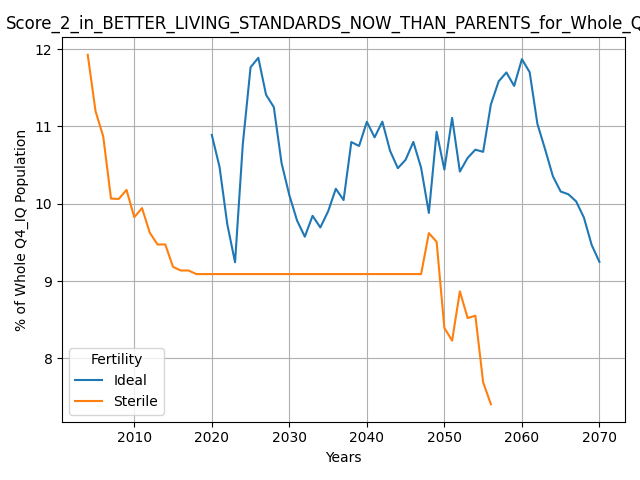 Score_2_in_BETTER_LIVING_STANDARDS_NOW_THAN_PARENTS_for_Whole_Q
12
11
10
9
8
% of Whole Q4_IQ Population
Fertility
Ideal
Sterile
2010 2020 2030 2040 2050 2060 2070
Years